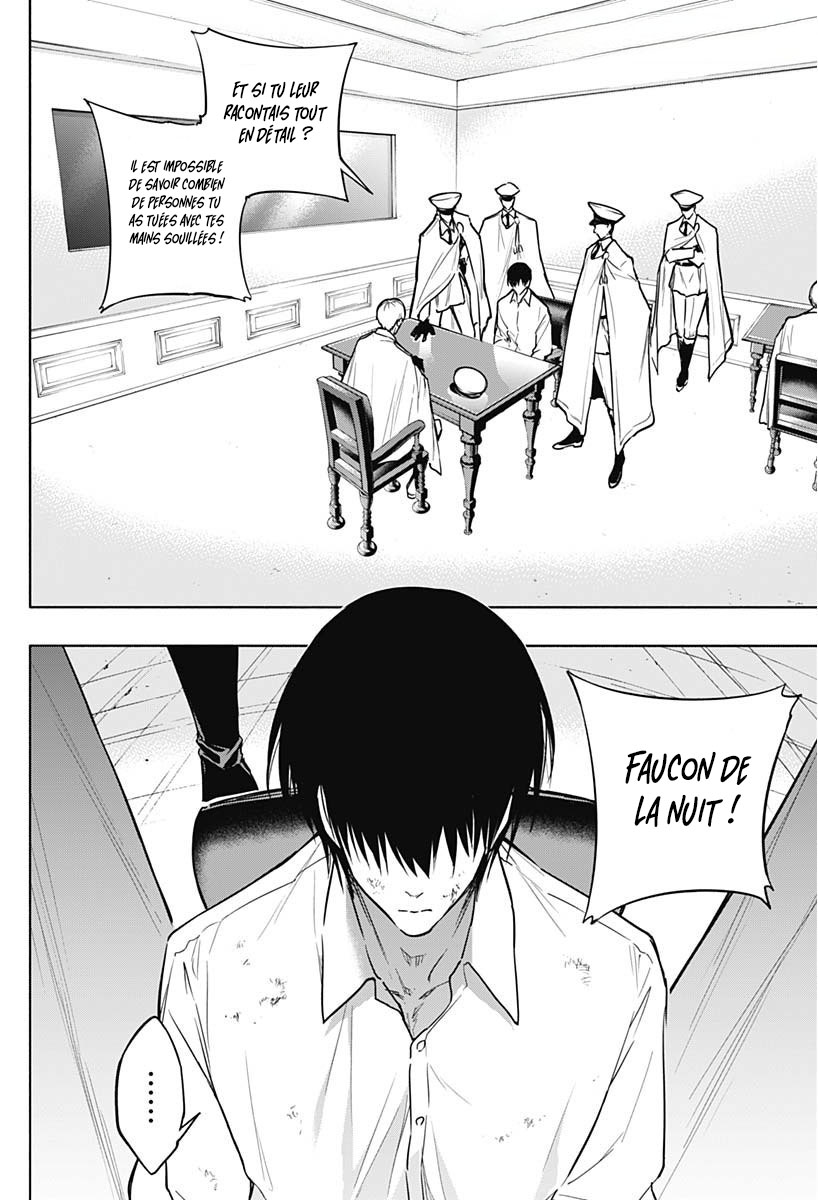 ET SI TU LEUR
RACONTAIS TOUT
EN DÉTAIL ?
IL EST IMPOSSIBLE
DE SAVOIR COMBIEN
DE PERSONNES TU
AS TUÉES AVEC TES
MAINS SOUILLÉES !
FAUCON DE
LA NUIT !
......